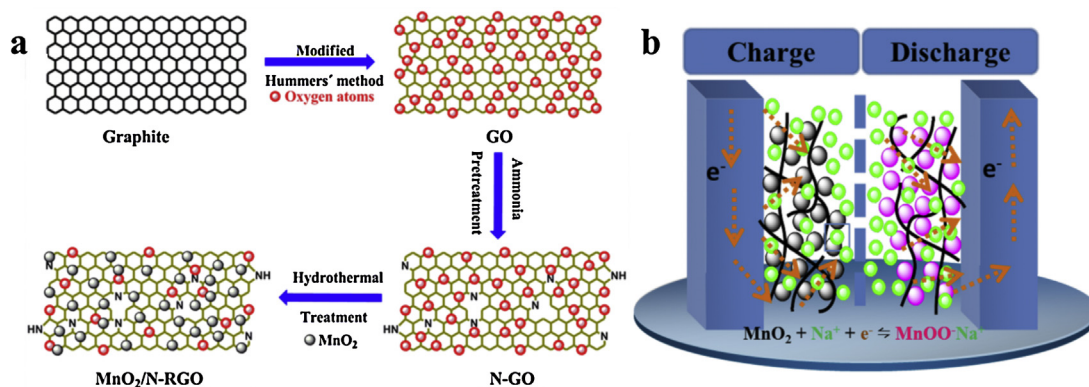 a
Graphite
Modified
Hummers´ method
Oxygen atoms
GO
Ammonia
Pretreatment
N
N
NH
N
N
HN
N
N-GO
Hydrothermal
Treatment
MnO₂
N
N
NH
N
N
HN
N
MnO₂/N-RGO
b
Charge
Discharge
e⁻
e⁻
MnO₂ + Na⁺ + e⁻ ⇋ MnOO⁻Na⁺